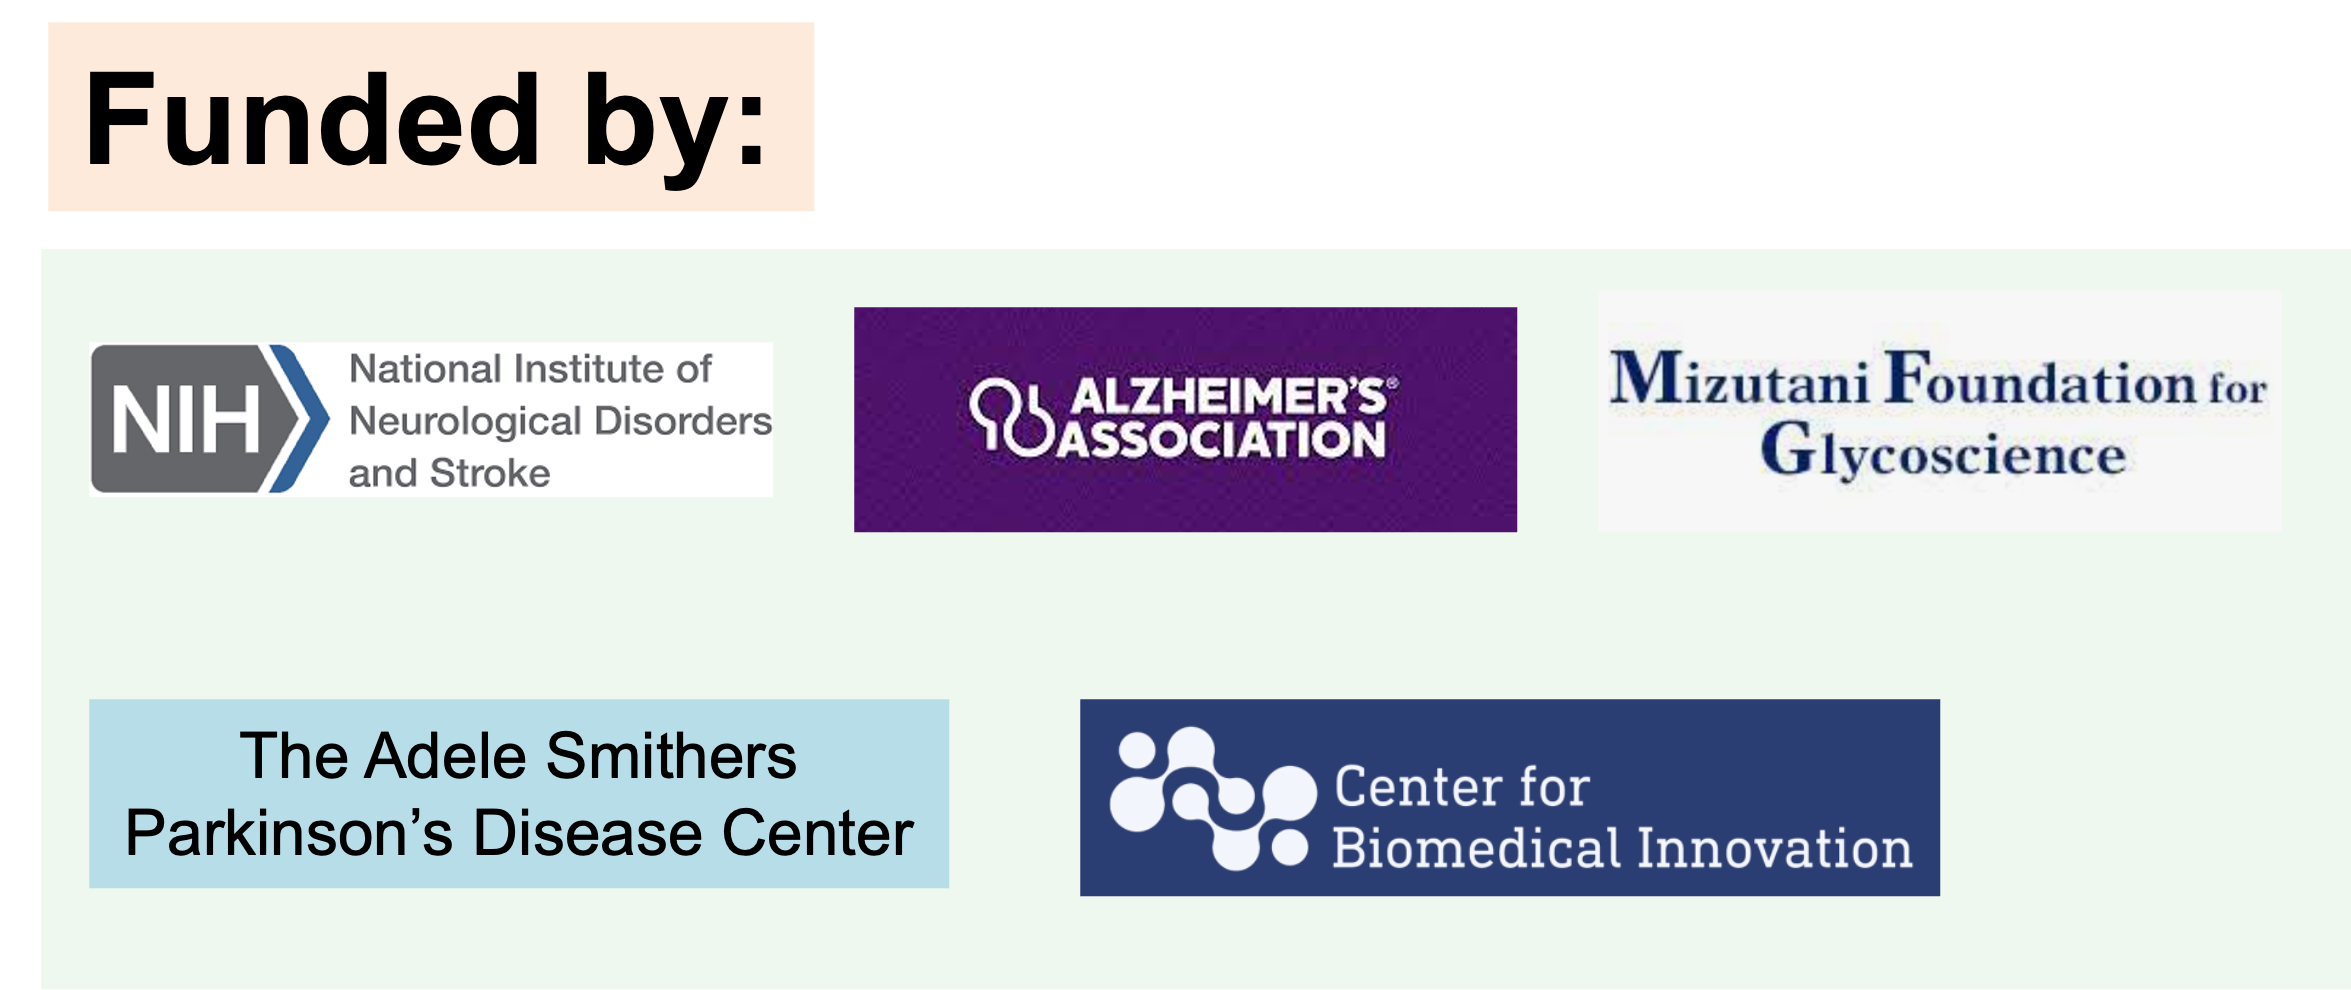 Funded by:
NIH
National Institute of
Neurological Disorders
and Stroke
ALZHEIMER'S®
ASSOCIATION
Mizutani Foundation for
Glycoscience
The Adele Smithers
Parkinson's Disease Center
Center for
Biomedical Innovation